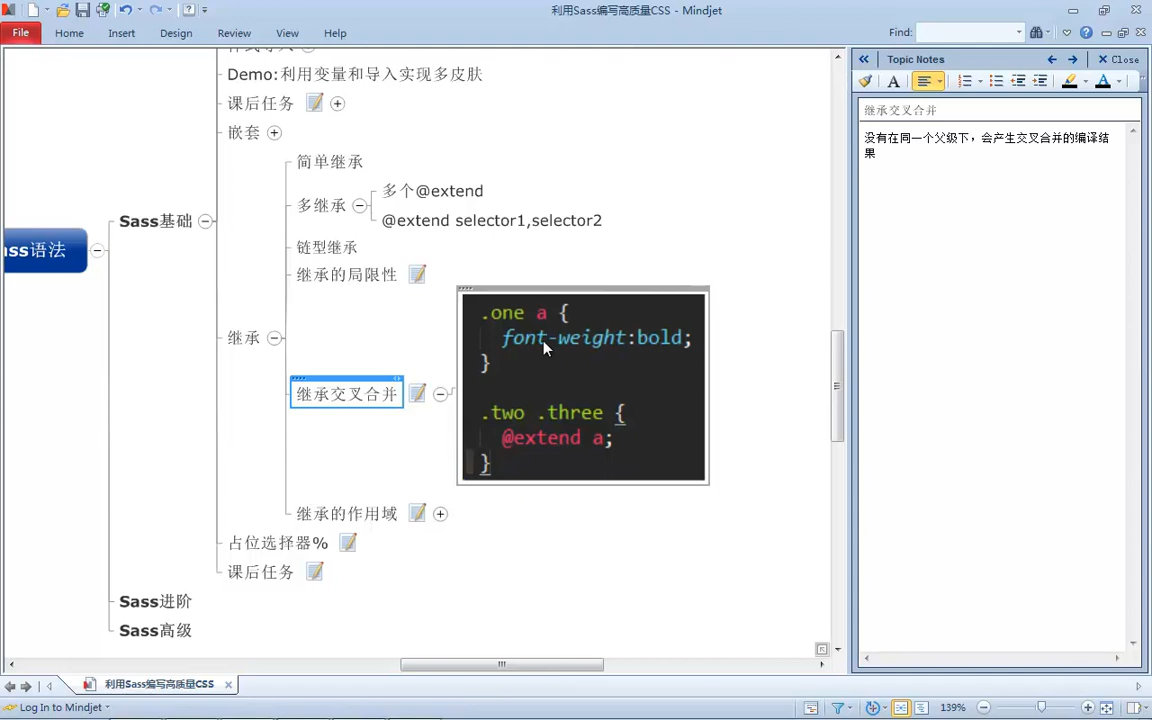 利用Sass编写高质量CSS - Mindjet
File Home Insert Design Review View Help
Find:
Topic Notes
Close
继承交叉合并
没有在同一个父级下，会产生交叉合并的编译结
果
Demo:利用变量和导入实现多皮肤
课后任务
嵌套
简单继承
多继承
多个@extend
@extend selector1,selector2
Sass基础
ass语法
链型继承
继承的局限性
继承
继承交叉合并
.one a {
font-weight:bold;
}
.two .three {
@extend a;
}
继承的作用域
占位选择器%
课后任务
Sass进阶
Sass高级
利用Sass编写高质量CSS
Log In to Mindjet
139%